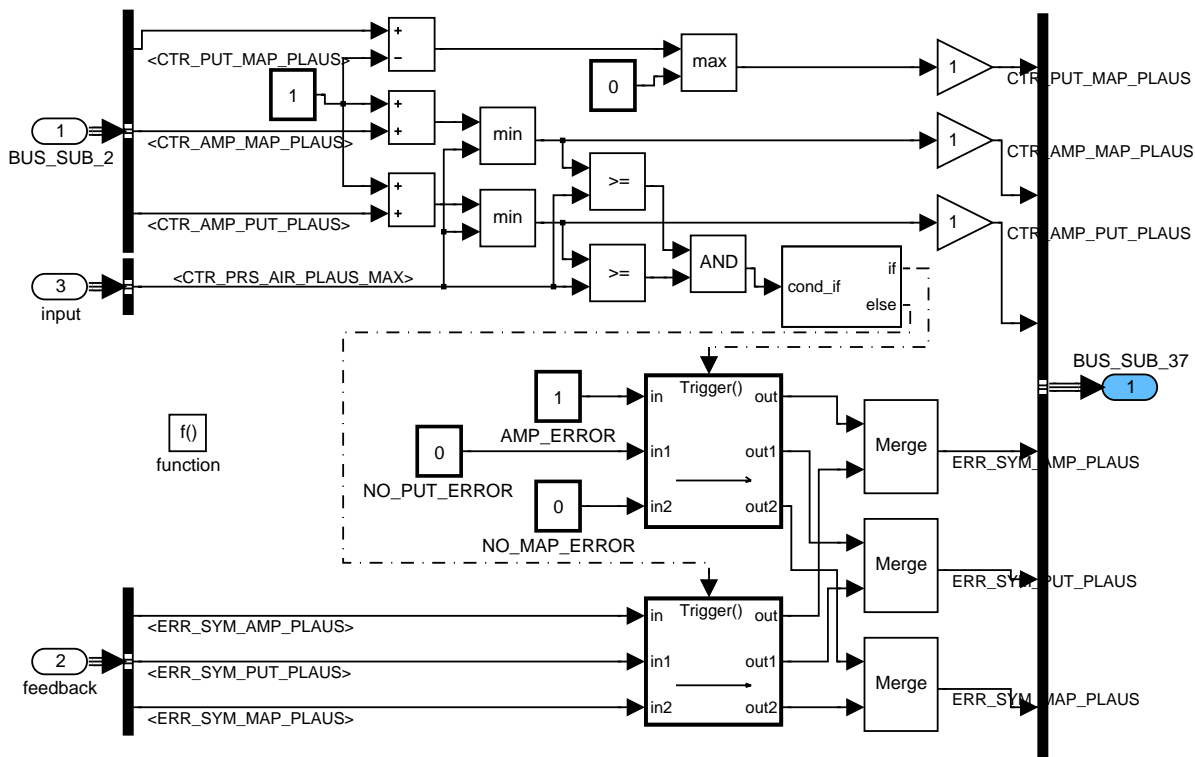 +
−
<CTR_PUT_MAP_PLAUS>
1
0
max
1
CTR_PUT_MAP_PLAUS
1
BUS_SUB_2
+
+
<CTR_AMP_MAP_PLAUS>
min
>=
1
CTR_AMP_MAP_PLAUS
+
+
<CTR_AMP_PUT_PLAUS>
min
1
CTR_AMP_PUT_PLAUS
3
input
<CTR_PRS_AIR_PLAUS_MAX>
>=
AND
cond_if
if
else
BUS_SUB_37
1
f()
function
1
AMP_ERROR
0
NO_PUT_ERROR
0
NO_MAP_ERROR
Trigger()
in
in1
in2
out
out1
out2
Merge
ERR_SYM_AMP_PLAUS
Merge
ERR_SYM_PUT_PLAUS
Merge
ERR_SYM_MAP_PLAUS
2
feedback
<ERR_SYM_AMP_PLAUS>
<ERR_SYM_PUT_PLAUS>
<ERR_SYM_MAP_PLAUS>
Trigger()
in
in1
in2
out
out1
out2